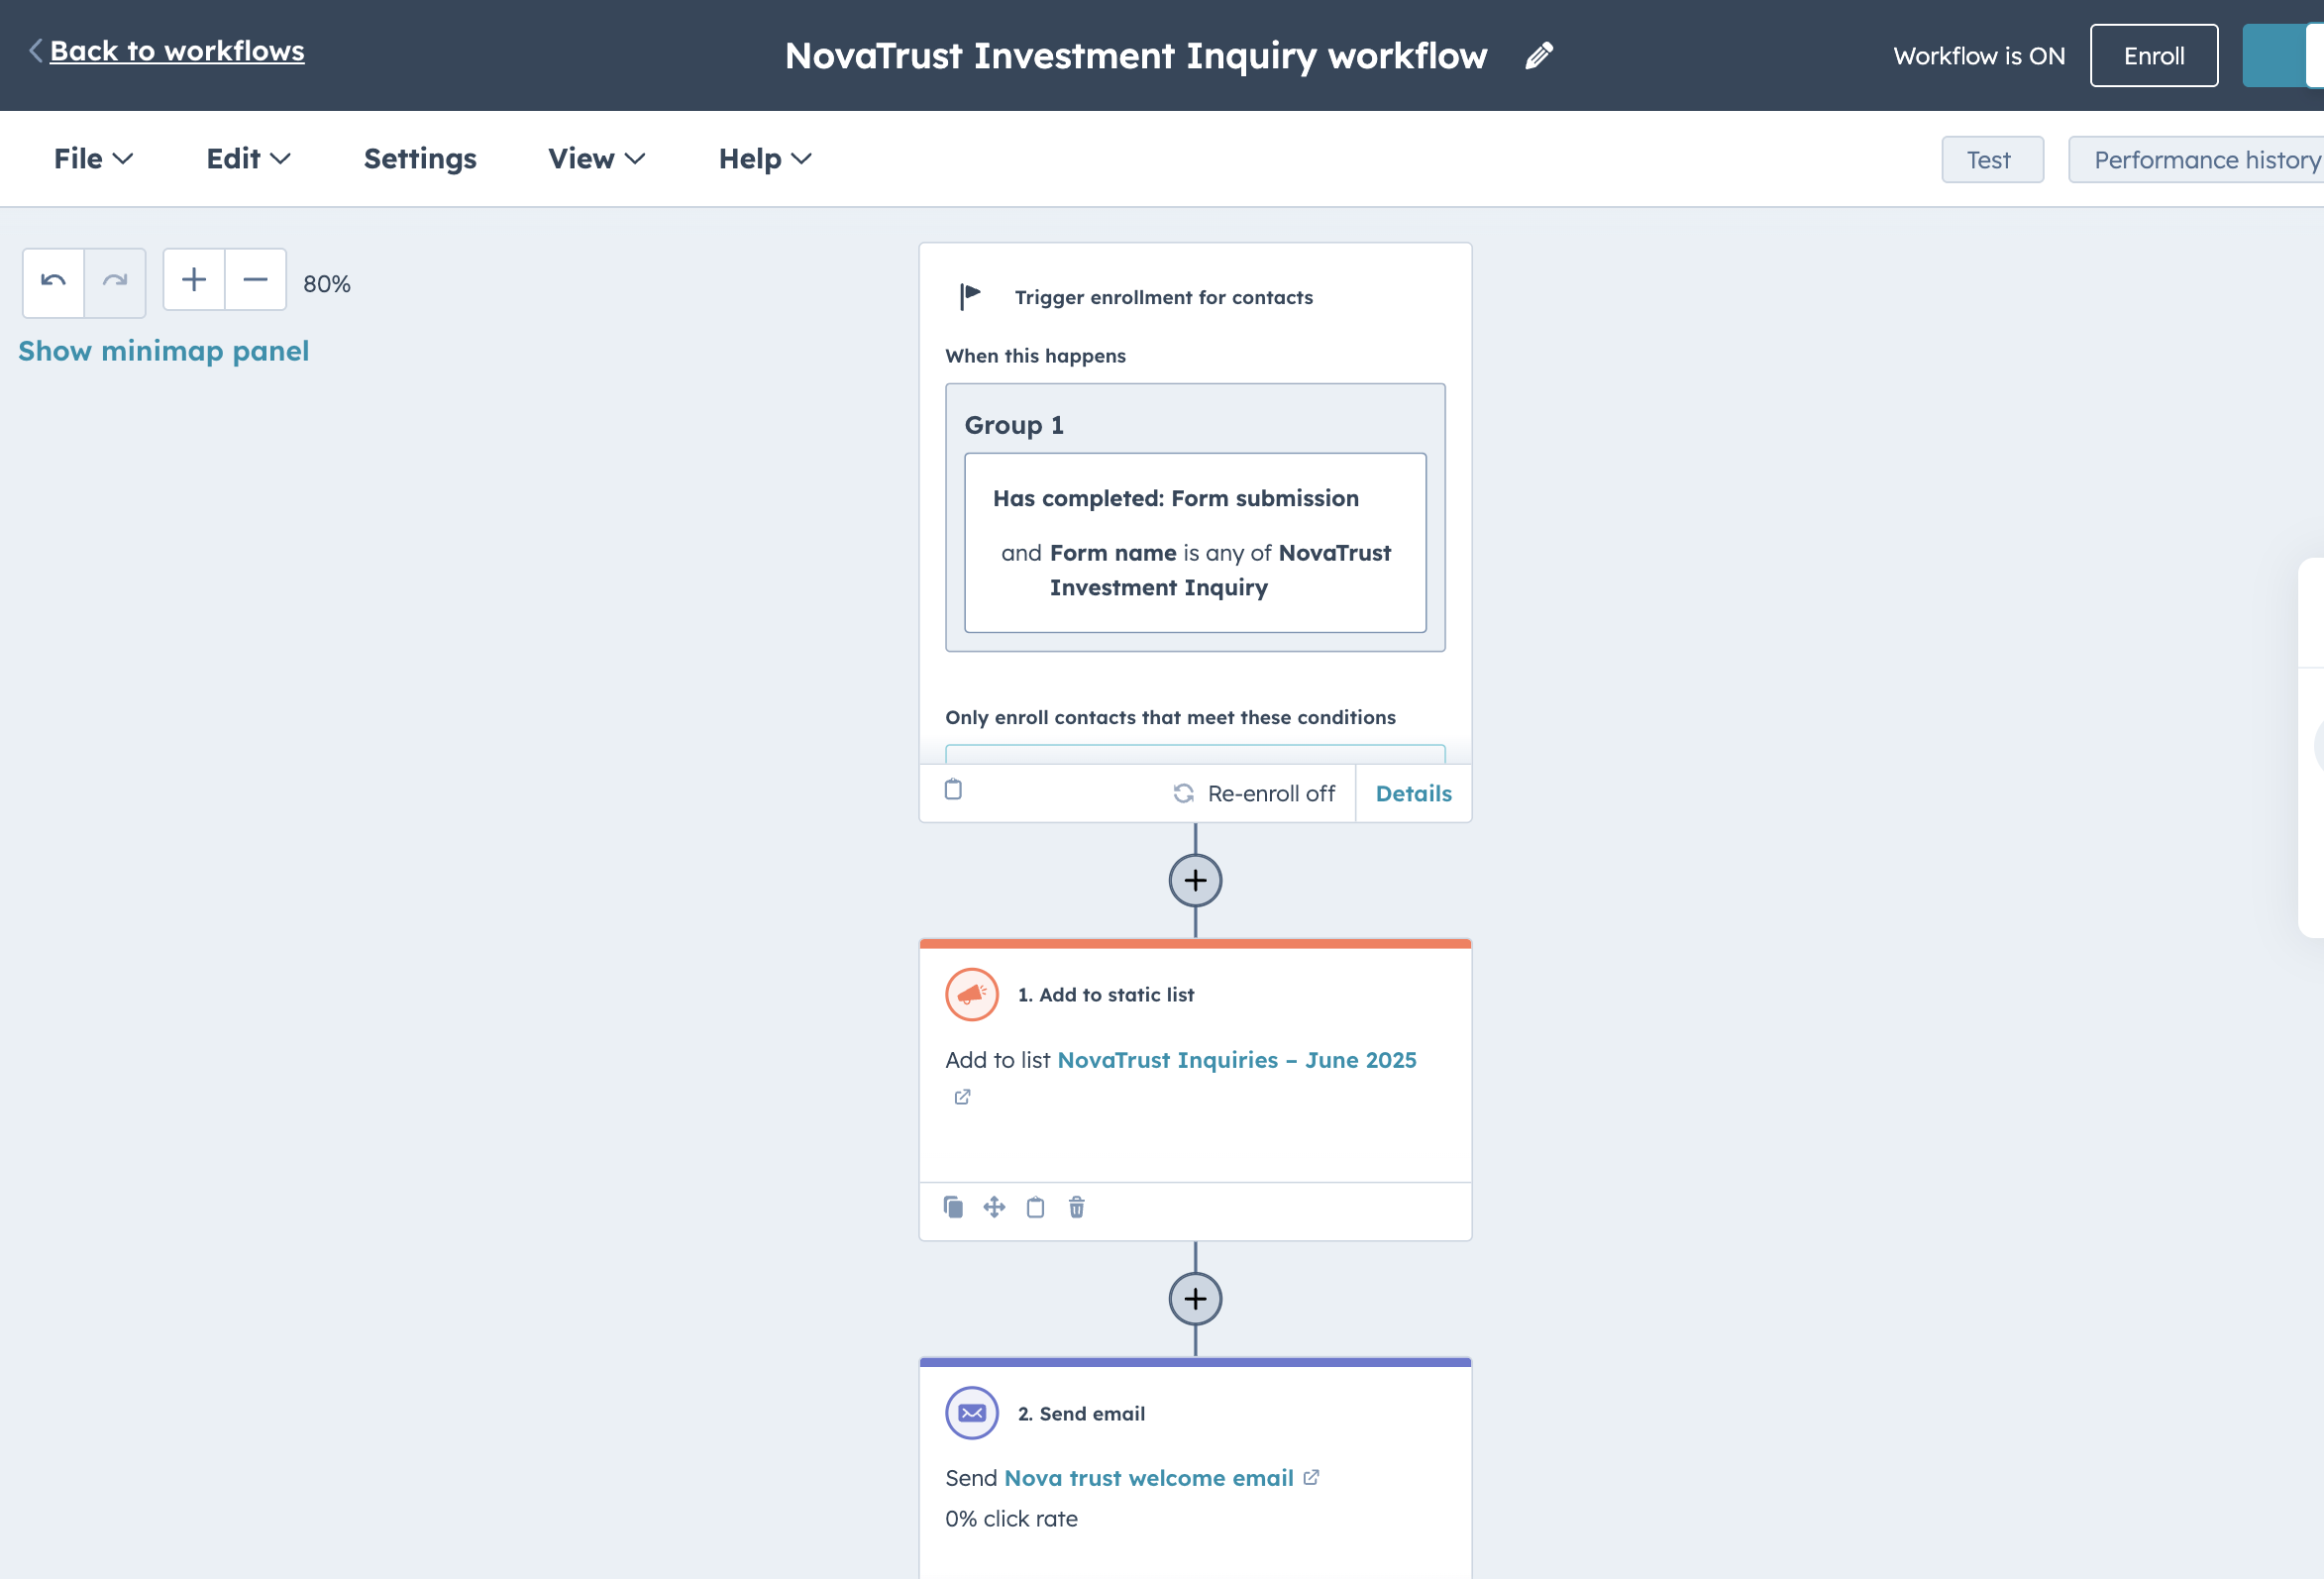 Back to workflows
NovaTrust Investment Inquiry workflow
Workflow is ON
Enroll
File
Edit
Settings
View
Help
Test
Performance history
80%
Show minimap panel
Trigger enrollment for contacts
When this happens
Group 1
Has completed: Form submission
and Form name is any of NovaTrust
Investment Inquiry
Only enroll contacts that meet these conditions
Re-enroll off
Details
1. Add to static list
Add to list NovaTrust Inquiries – June 2025
2. Send email
Send Nova trust welcome email
0% click rate